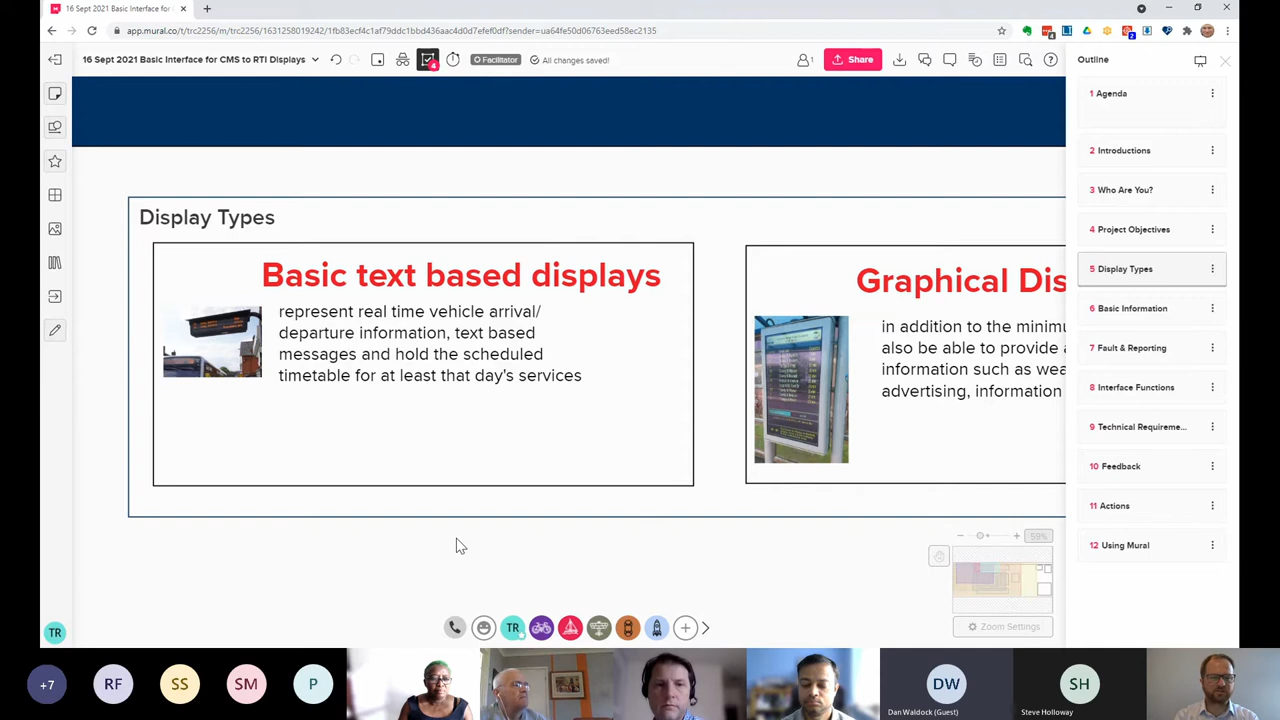 16 Sept 2021 Basic Interface for C
app.mural.co/t/trc2256/m/trc2256/1631258019242/1fb83ecf4faf79ddc1bbd436aac4d0d7efef0df?sender=ua64fe50d06763eed58ec2135
16 Sept 2021 Basic Interface for CMS to RTI Displays
4
Facilitator
All changes saved!
1
Share
Outline
1 Agenda
2 Introductions
3 Who Are You?
4 Project Objectives
5 Display Types
6 Basic Information
7 Fault & Reporting
8 Interface Functions
9 Technical Requireme...
10 Feedback
11 Actions
12 Using Mural
Display Types
Basic text based displays
represent real time vehicle arrival/
departure information, text based
messages and hold the scheduled
timetable for at least that day's services
Graphical Dis
in addition to the minimu
also be able to provide a
information such as wea
advertising, information
59%
Zoom Settings
TR
TR
+7
RF
SS
SM
P
DW
Dan Waldock (Guest)
SH
Steve Holloway